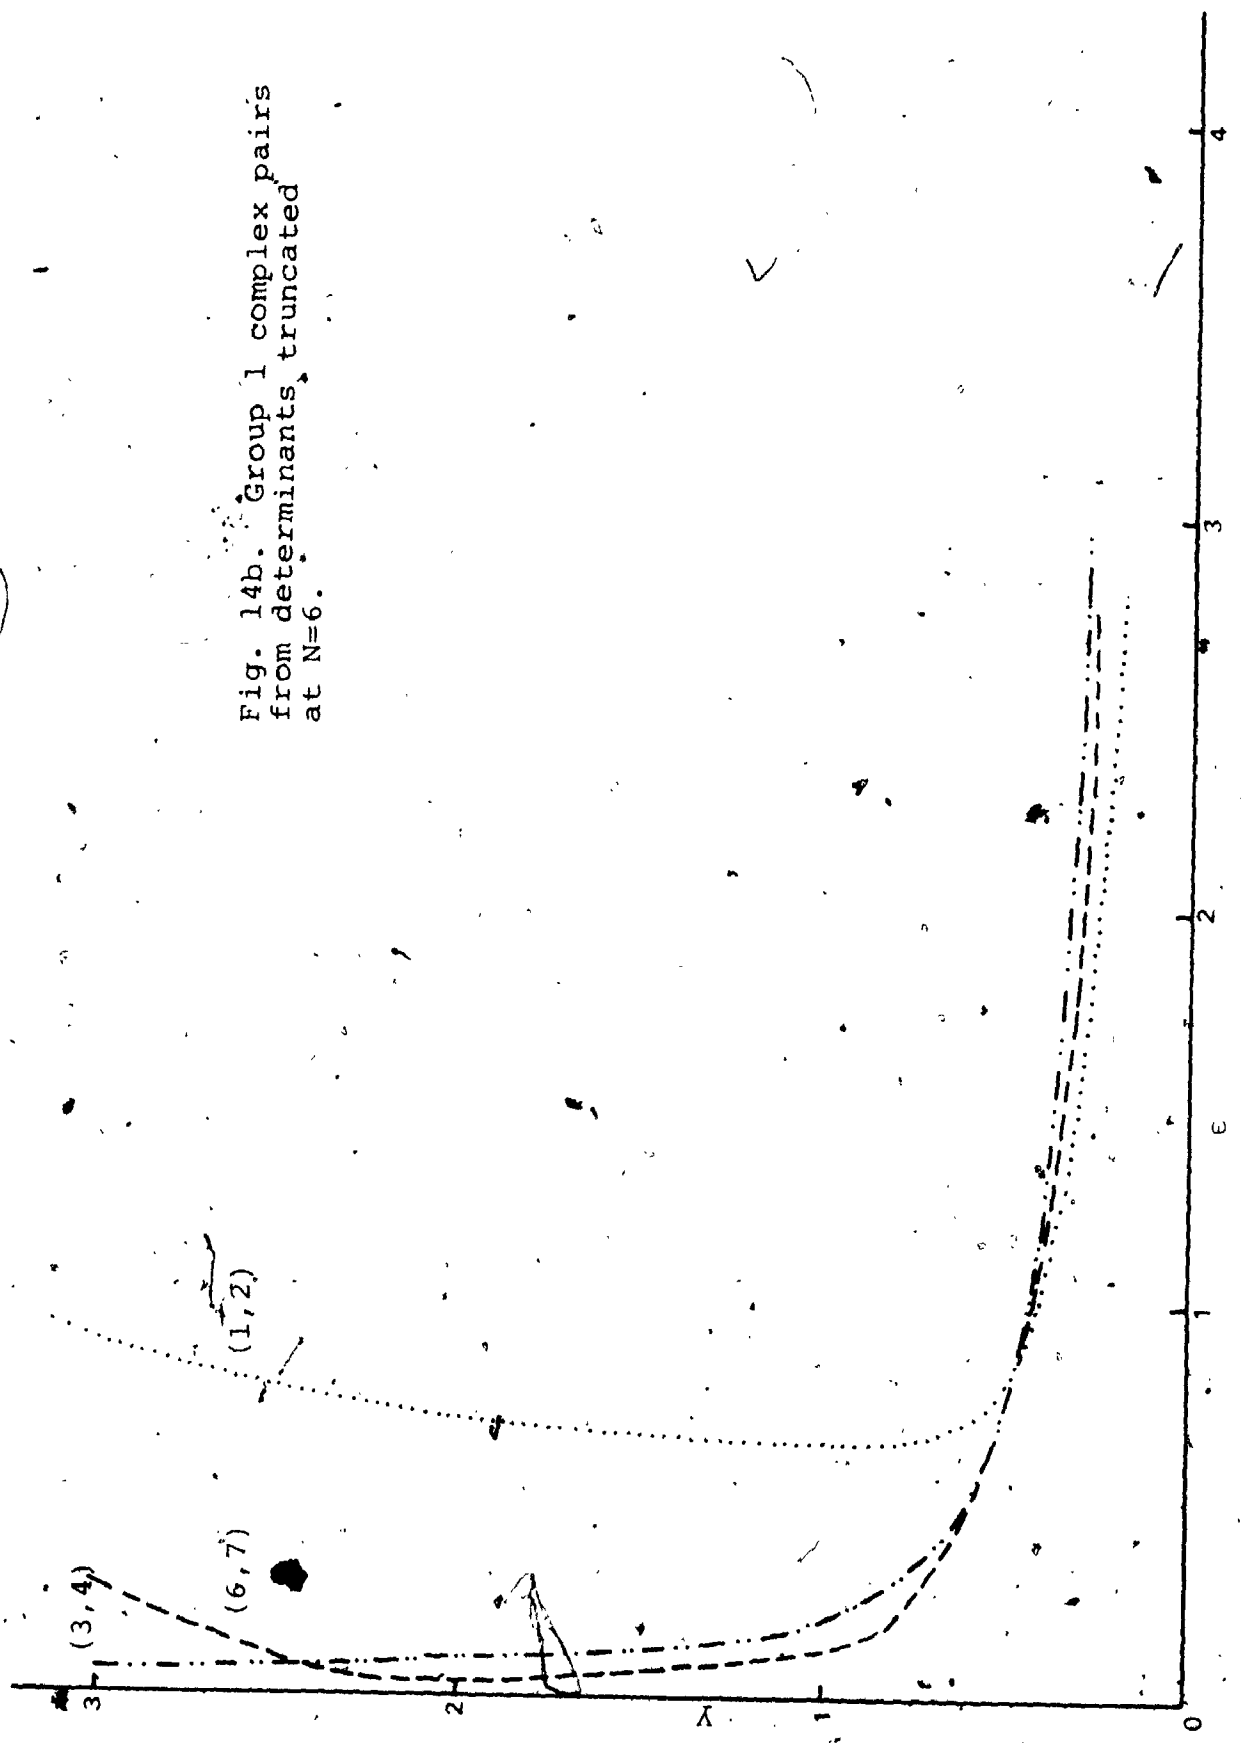 Fig. 14b. Group 1 complex pairs
from determinants truncated
at N=6.
(3,4)
(6,7)
(1,2)
3
2
γ
1
0
1
ε
2
3
4